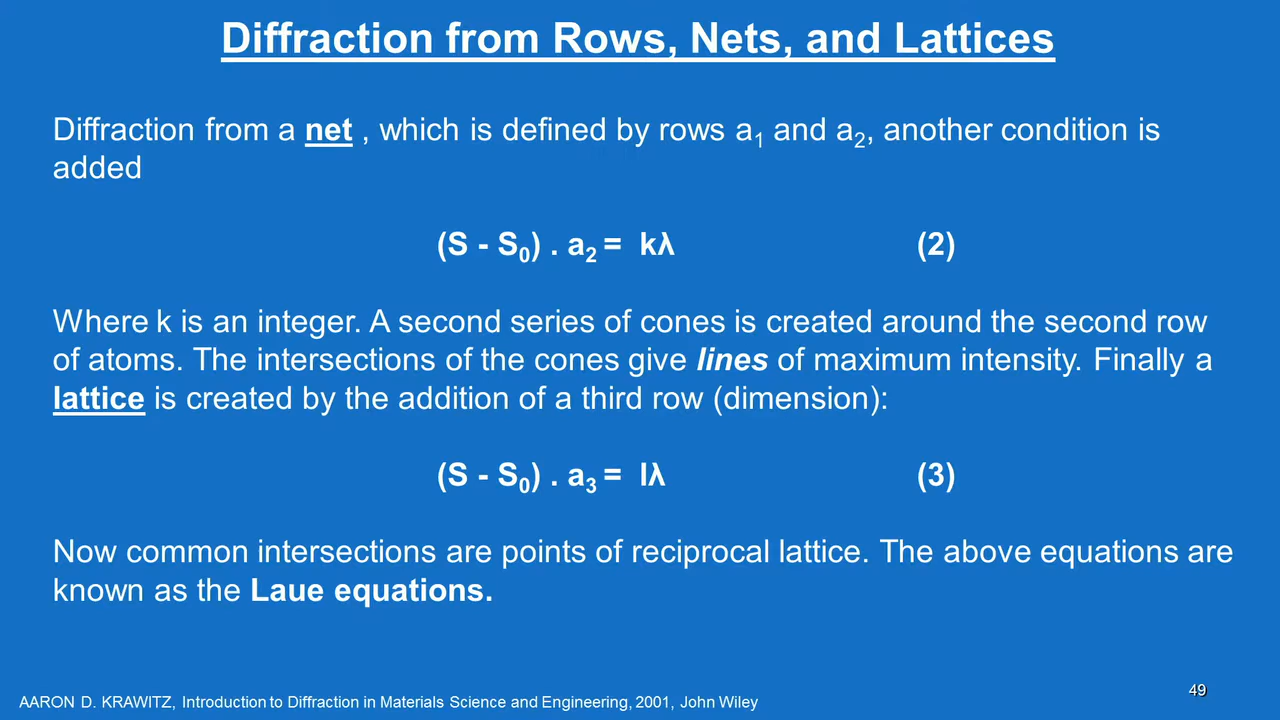 Diffraction from Rows, Nets, and Lattices
Diffraction from a net , which is defined by rows a₁ and a₂, another condition is
added
(S - S₀) . a₂ = kλ (2)
Where k is an integer. A second series of cones is created around the second row
of atoms. The intersections of the cones give lines of maximum intensity. Finally a
lattice is created by the addition of a third row (dimension):
(S - S₀) . a₃ = lλ (3)
Now common intersections are points of reciprocal lattice. The above equations are
known as the Laue equations.
AARON D. KRAWITZ, Introduction to Diffraction in Materials Science and Engineering, 2001, John Wiley
49